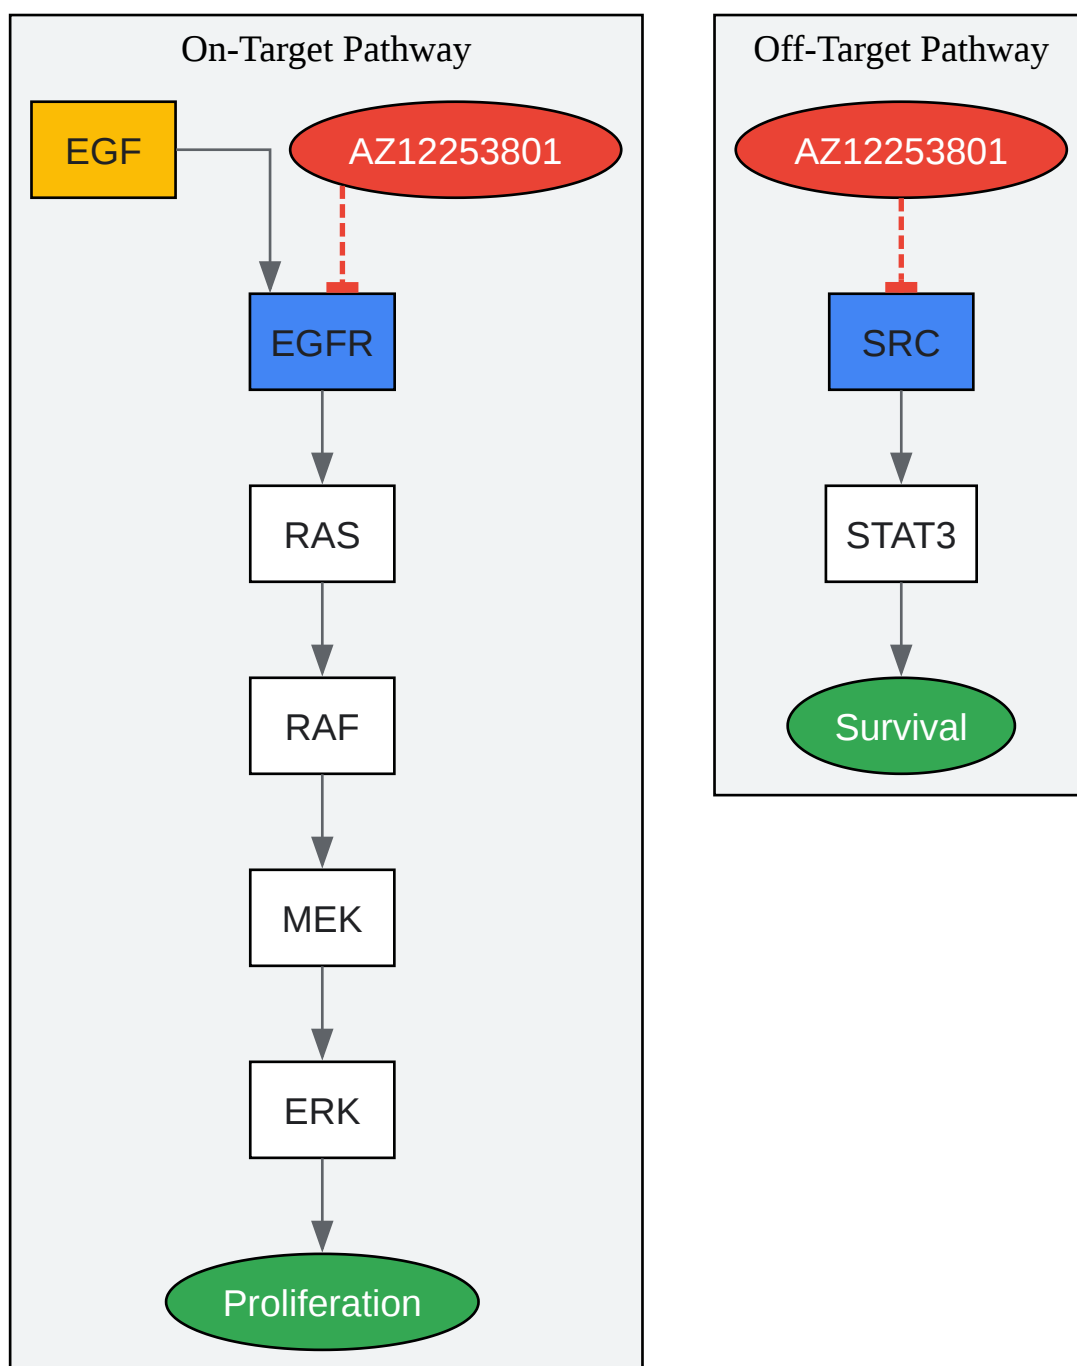 On-Target Pathway
EGF
AZ12253801
EGFR
RAS
RAF
MEK
ERK
Proliferation
Off-Target Pathway
AZ12253801
SRC
STAT3
Survival